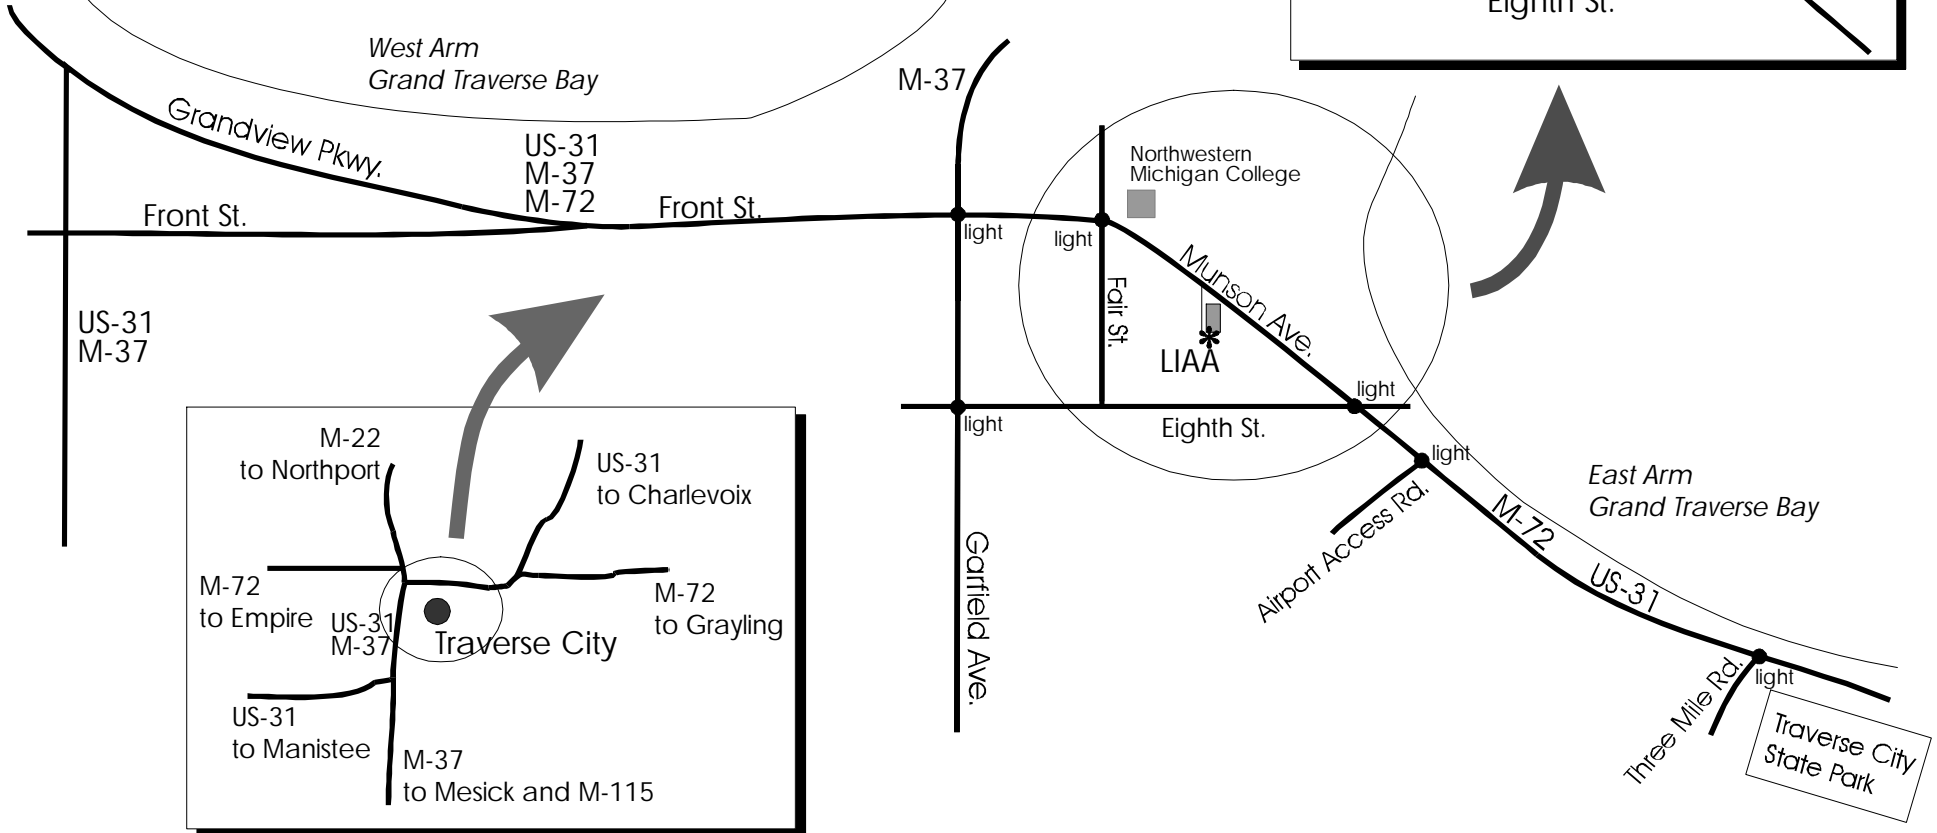 Eighth St.
West Arm
Grand Traverse Bay
M-37
Grandview Pkwy.
US-31
M-37
M-72
Northwestern
Michigan College
Front St.
Front St.
light
light
Munson Ave.
Fair St.
US-31
M-37
LIAA
light
light
Eighth St.
M-22
to Northport
US-31
to Charlevoix
light
East Arm
Grand Traverse Bay
Airport Access Rd.
M-72
US-31
Garfield Ave.
M-72
to Empire
US-31
M-37
Traverse City
M-72
to Grayling
US-31
to Manistee
M-37
to Mesick and M-115
Three Mile Rd.
light
Traverse City
State Park